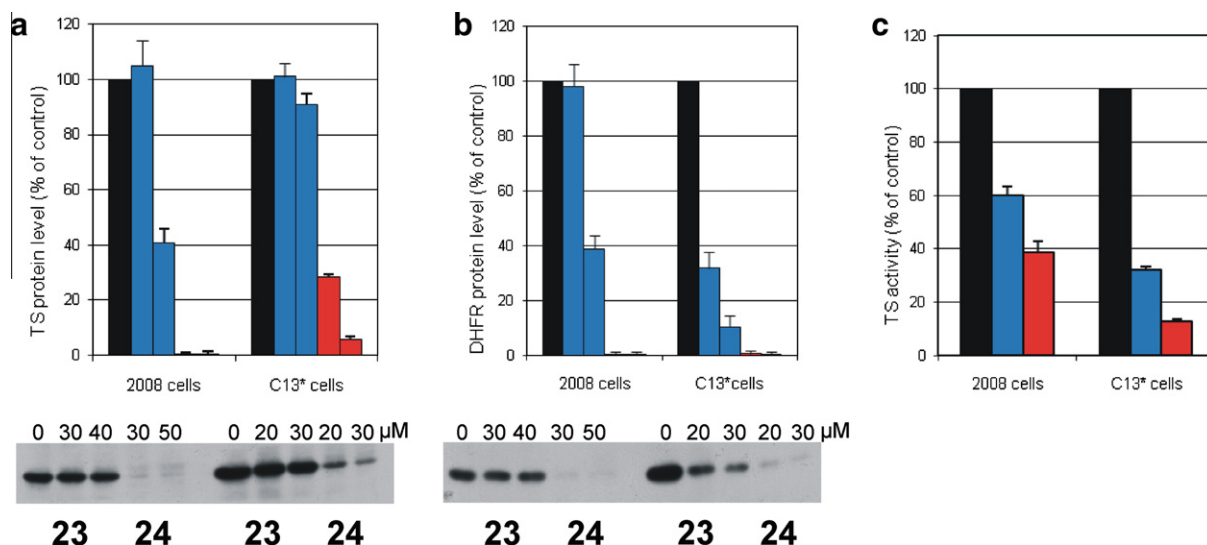 a
120
100
80
60
40
20
0
TS protein level (% of control)
2008 cells
C13* cells
0 30 40 30 50 0 20 30 20 30 µM
23 24 23 24
b
120
100
80
60
40
20
0
DHFR protein level (% of control)
2008 cells
C13*cells
0 30 40 30 50 0 20 30 20 30
23 24 23 24
c
120
100
80
60
40
20
0
TS activity (% of control)
2008 cells
C13* cells